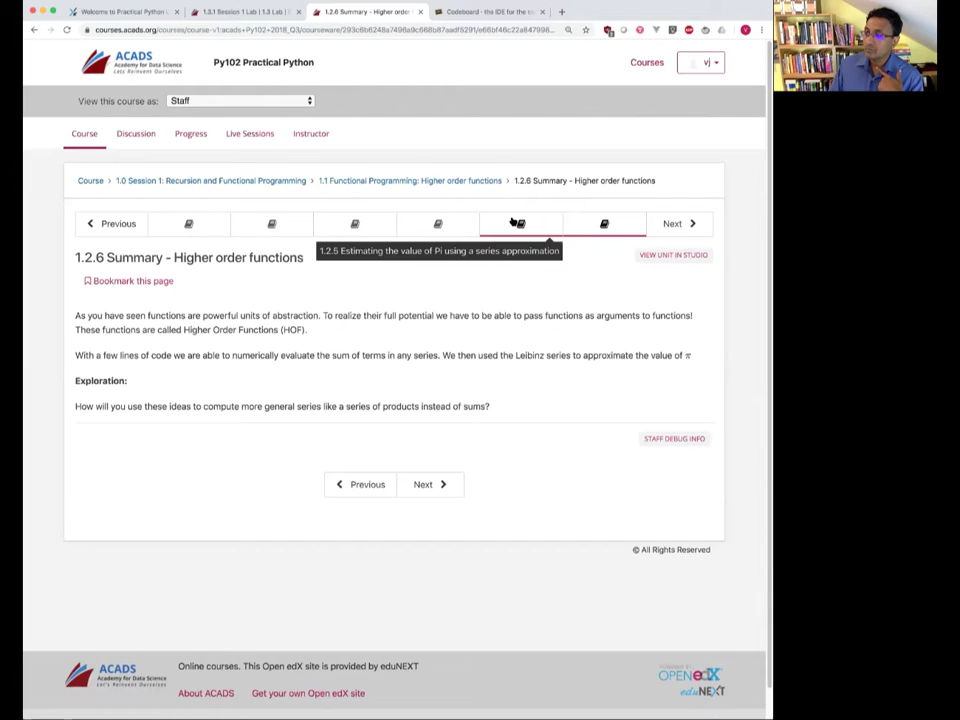 Welcome to Practical Python
1.3.1 Session 1 Lab | 1.3 Lab |
1.2.6 Summary - Higher order
Codeboard - the IDE for the
ACADS
Academy for Data Science
Lets Reinvent Ourselves
Py102 Practical Python
Courses
vj
View this course as:
Staff
Course
Discussion
Progress
Live Sessions
Instructor
Course > 1.0 Session 1: Recursion and Functional Programming > 1.1 Functional Programming: Higher order functions > 1.2.6 Summary - Higher order functions
Previous
Next
1.2.5 Estimating the value of Pi using a series approximation
1.2.6 Summary - Higher order functions
VIEW UNIT IN STUDIO
Bookmark this page
As you have seen functions are powerful units of abstraction. To realize their full potential we have to be able to pass functions as arguments to functions!
These functions are called Higher Order Functions (HOF).
With a few lines of code we are able to numerically evaluate the sum of terms in any series. We then used the Leibinz series to approximate the value of π
Exploration:
How will you use these ideas to compute more general series like a series of products instead of sums?
STAFF DEBUG INFO
Previous
Next
© All Rights Reserved
ACADS
Academy for Data Science
Let's Reinvent Ourselves
Online courses. This Open edX site is provided by eduNEXT
About ACADS
Get your own Open edX site
POWERED BY
OPEN edX
eduNEXT